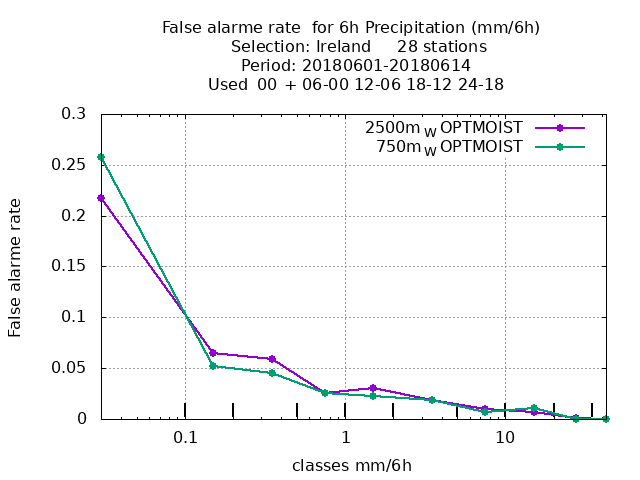 False alarme rate  for 6h Precipitation (mm/6h)
Selection: Ireland     28 stations
Period: 20180601-20180614
Used  00  + 06-00 12-06 18-12 24-18
2500m_W OPTMOIST
750m_W OPTMOIST
0.3
0.25
0.2
0.15
0.1
0.05
0
False alarme rate
0.1 1 10
classes mm/6h